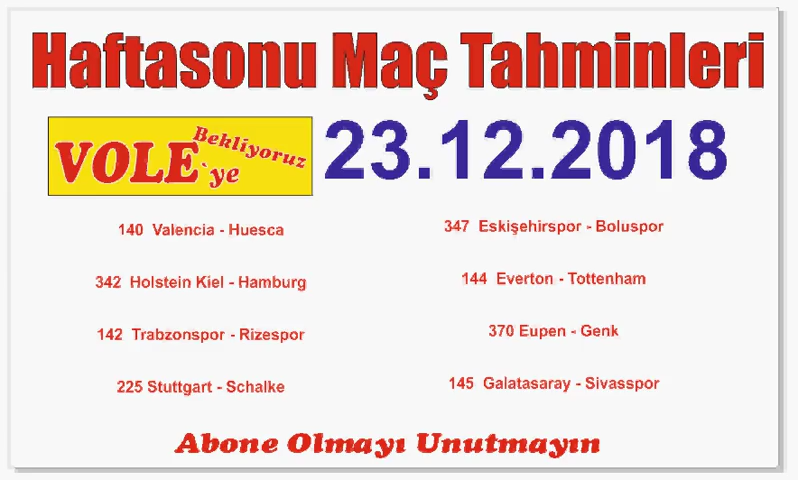 Haftasonu Maç Tahminleri
VOLE`ye Bekliyoruz
23.12.2018
140 Valencia - Huesca
347 Eskişehirspor - Boluspor
342 Holstein Kiel - Hamburg
144 Everton - Tottenham
142 Trabzonspor - Rizespor
370 Eupen - Genk
225 Stuttgart - Schalke
145 Galatasaray - Sivasspor
Abone Olmayı Unutmayın